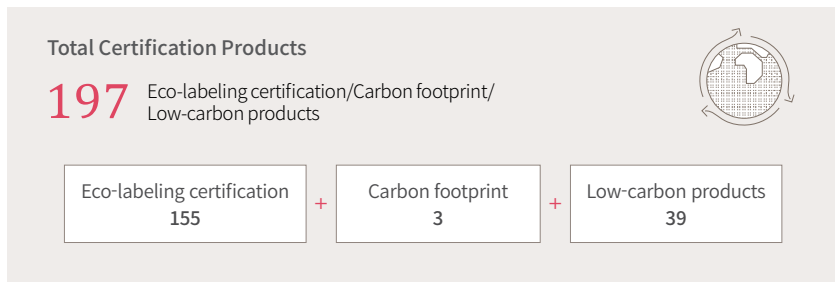 Total Certification Products
197
Eco-labeling certification/Carbon footprint/
Low-carbon products
Eco-labeling certification
155
+
Carbon footprint
3
+
Low-carbon products
39